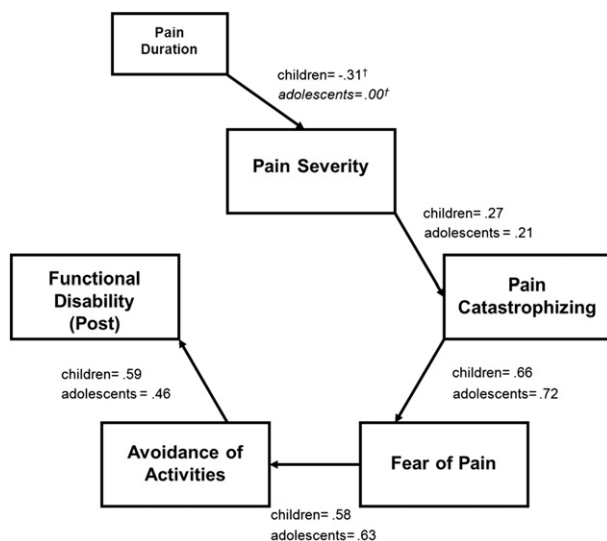 Pain
Duration
children= -.31†
adolescents= .00†
Pain Severity
children= .27
adolescents = .21
Functional
Disability
(Post)
Pain
Catastrophizing
children= .59
adolescents = .46
children= .66
adolescents= .72
Avoidance of
Activities
Fear of Pain
children= .58
adolescents= .63